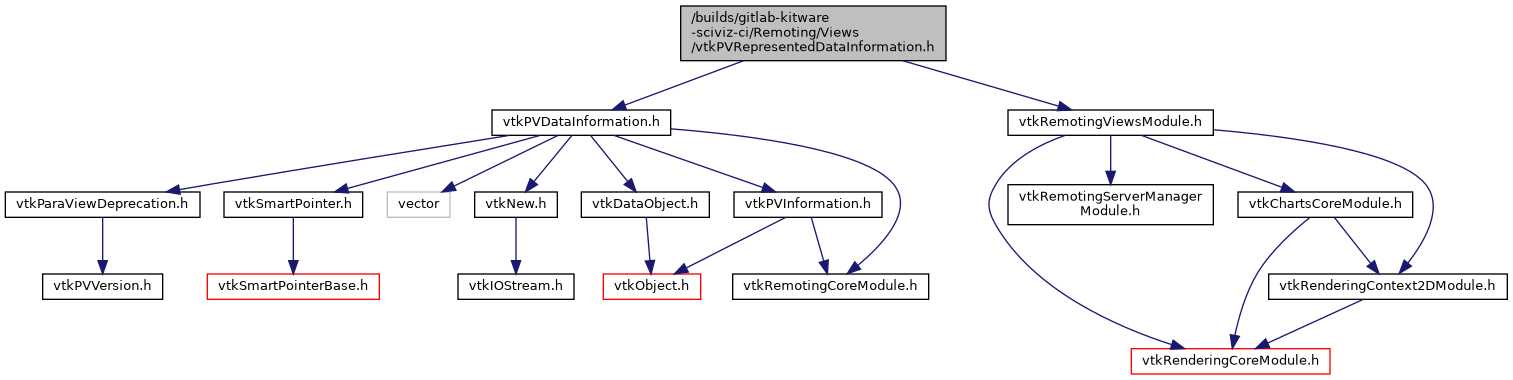 /builds/gitlab-kitware
-sciviz-ci/Remoting/Views
/vtkPVRepresentedDataInformation.h
vtkPVDataInformation.h
vtkRemotingViewsModule.h
vtkParaViewDeprecation.h
vtkSmartPointer.h
vector
vtkNew.h
vtkDataObject.h
vtkPVInformation.h
vtkRemotingServerManager
Module.h
vtkChartsCoreModule.h
vtkPVVersion.h
vtkSmartPointerBase.h
vtkIOStream.h
vtkObject.h
vtkRemotingCoreModule.h
vtkRenderingContext2DModule.h
vtkRenderingCoreModule.h